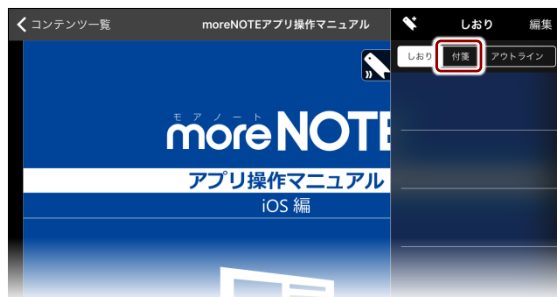 コンテンツ一覧 moreNOTEアプリ操作マニュアル しおり 編集
しおり 付箋 アウトライン
モアノート
moreNOTE
アプリ操作マニュアル
iOS 編